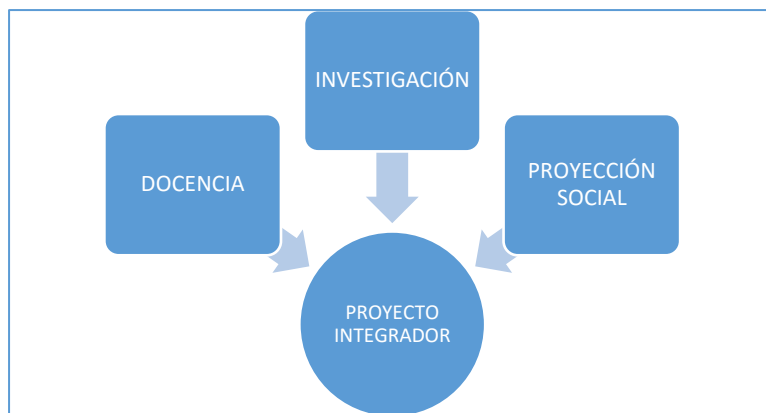 INVESTIGACIÓN
DOCENCIA
PROYECCIÓN
SOCIAL
PROYECTO
INTEGRADOR